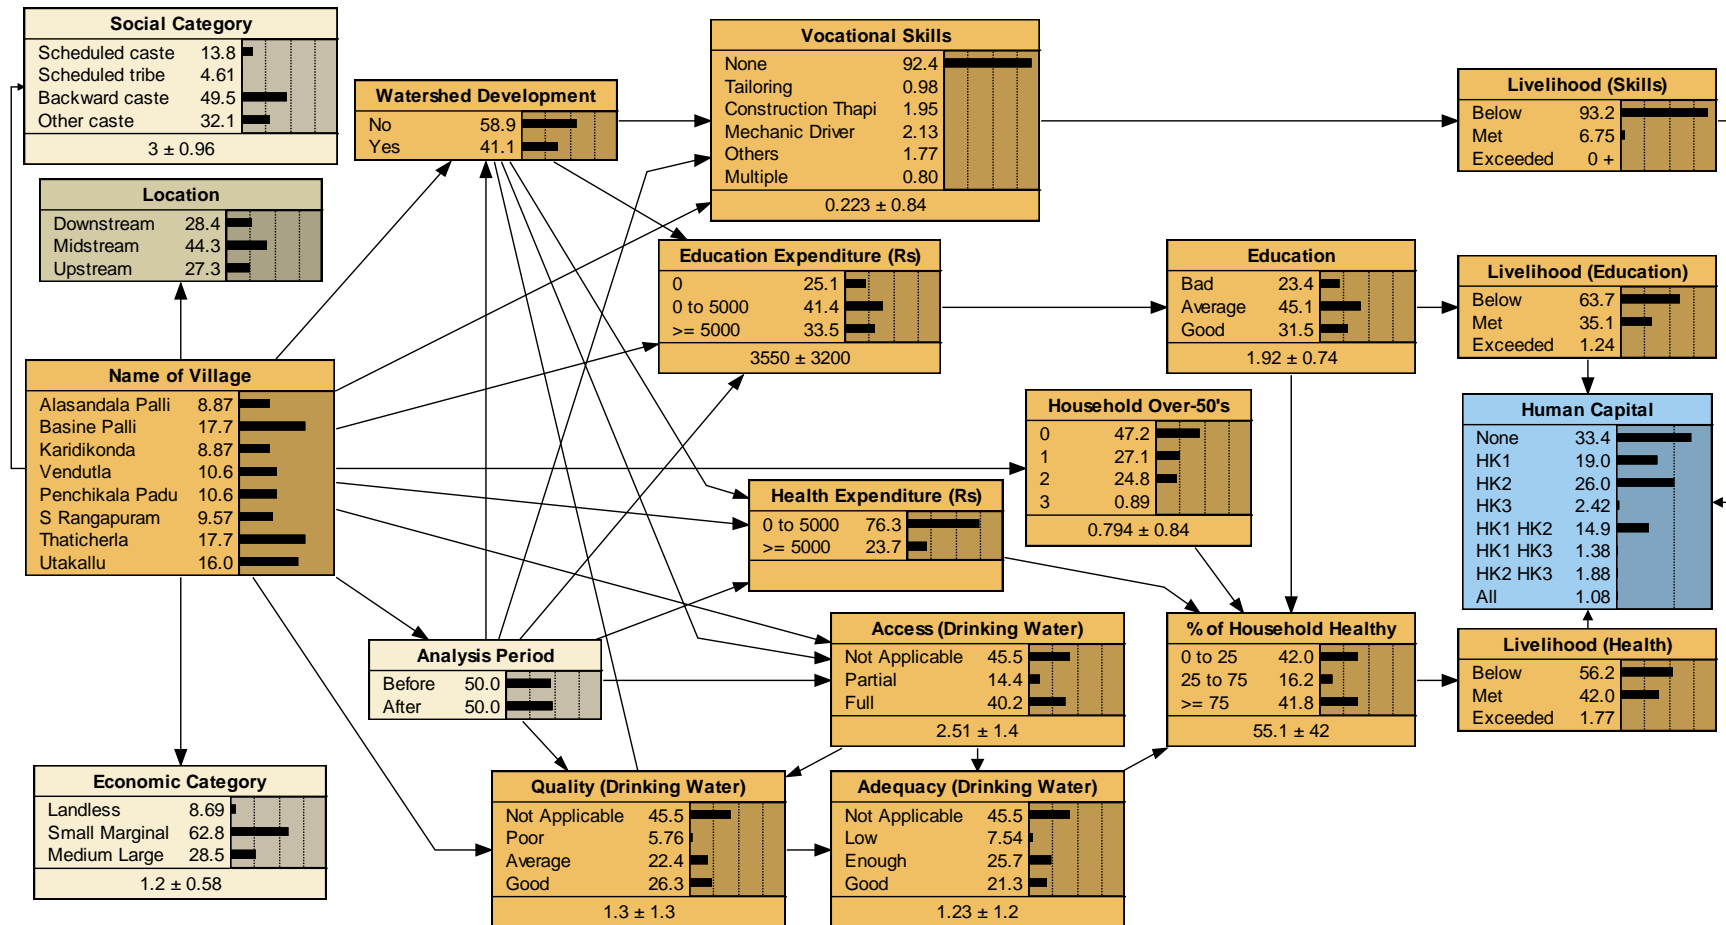 Social Category
Scheduled caste 13.8
Scheduled tribe 4.61
Backward caste 49.5
Other caste 32.1
3 ± 0.96
Location
Downstream 28.4
Midstream 44.3
Upstream 27.3
Name of Village
Alasandala Palli 8.87
Basine Palli 17.7
Karidikonda 8.87
Vendutla 10.6
Penchikala Padu 10.6
S Rangapuram 9.57
Thaticherla 17.7
Utakallu 16.0
Economic Category
Landless 8.69
Small Marginal 62.8
Medium Large 28.5
1.2 ± 0.58
Watershed Development
No 58.9
Yes 41.1
Analysis Period
Before 50.0
After 50.0
Vocational Skills
None 92.4
Tailoring 0.98
Construction Thapi 1.95
Mechanic Driver 2.13
Others 1.77
Multiple 0.80
0.223 ± 0.84
Education Expenditure (Rs)
0 25.1
0 to 5000 41.4
>= 5000 33.5
3550 ± 3200
Health Expenditure (Rs)
0 to 5000 76.3
>= 5000 23.7
Quality (Drinking Water)
Not Applicable 45.5
Poor 5.76
Average 22.4
Good 26.3
1.3 ± 1.3
Access (Drinking Water)
Not Applicable 45.5
Partial 14.4
Full 40.2
2.51 ± 1.4
Adequacy (Drinking Water)
Not Applicable 45.5
Low 7.54
Enough 25.7
Good 21.3
1.23 ± 1.2
Household Over-50's
0 47.2
1 27.1
2 24.8
3 0.89
0.794 ± 0.84
Education
Bad 23.4
Average 45.1
Good 31.5
1.92 ± 0.74
% of Household Healthy
0 to 25 42.0
25 to 75 16.2
>= 75 41.8
55.1 ± 42
Livelihood (Skills)
Below 93.2
Met 6.75
Exceeded 0 +
Livelihood (Education)
Below 63.7
Met 35.1
Exceeded 1.24
Human Capital
None 33.4
HK1 19.0
HK2 26.0
HK3 2.42
HK1 HK2 14.9
HK1 HK3 1.38
HK2 HK3 1.88
All 1.08
Livelihood (Health)
Below 56.2
Met 42.0
Exceeded 1.77